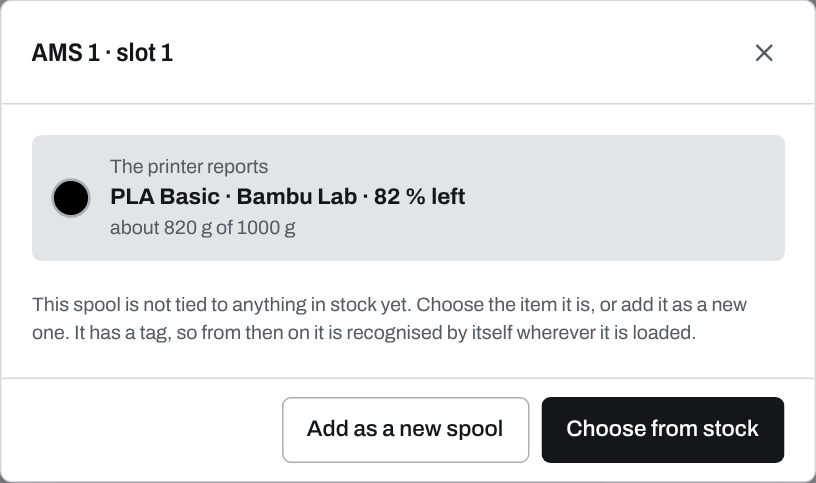 AMS 1 · slot 1
The printer reports
PLA Basic · Bambu Lab · 82 % left
about 820 g of 1000 g
This spool is not tied to anything in stock yet. Choose the item it is, or add it as a new
one. It has a tag, so from then on it is recognised by itself wherever it is loaded.
Add as a new spool
Choose from stock